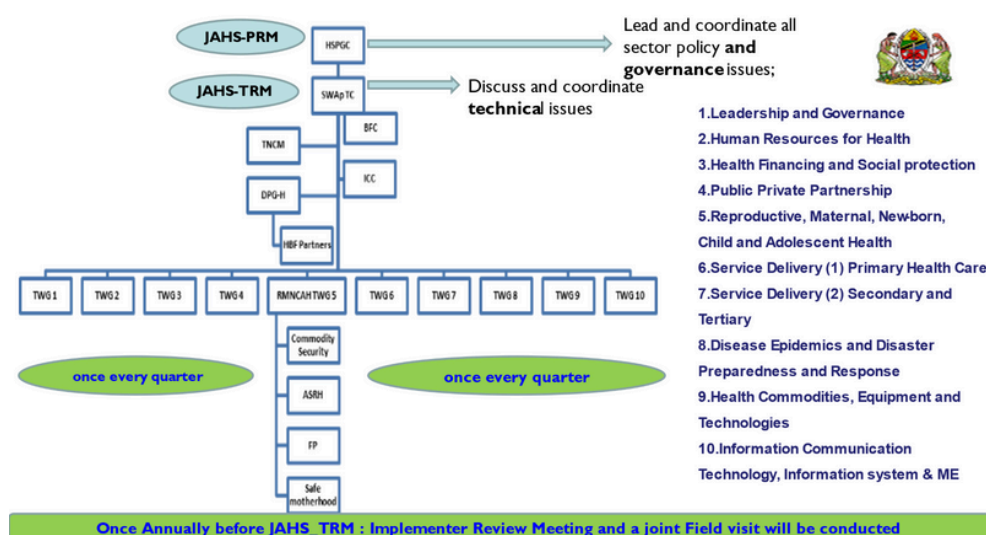 JAHS-PRM
HSPGC
Lead and coordinate all
sector policy and
governance issues;
JAHS-TRM
SWAp TC
Discuss and coordinate
technical issues
BFC
TNCM
ICC
DPG-H
HBF Partners
TWG 1
TWG 2
TWG 3
TWG 4
RMNCAH TWG 5
TWG 6
TWG 7
TWG 8
TWG 9
TWG 10
Commodity
Security
ASRH
FP
Safe
motherhood
once every quarter
once every quarter
1.Leadership and Governance
2.Human Resources for Health
3.Health Financing and Social protection
4.Public Private Partnership
5.Reproductive, Maternal, New-born,
Child and Adolescent Health
6.Service Delivery (1) Primary Health Care
7.Service Delivery (2) Secondary and
Tertiary
8.Disease Epidemics and Disaster
Preparedness and Response
9.Health Commodities, Equipment and
Technologies
10.Information Communication
Technology, Information system & ME
Once Annually before JAHS_TRM : Implementer Review Meeting and a joint Field visit will be conducted